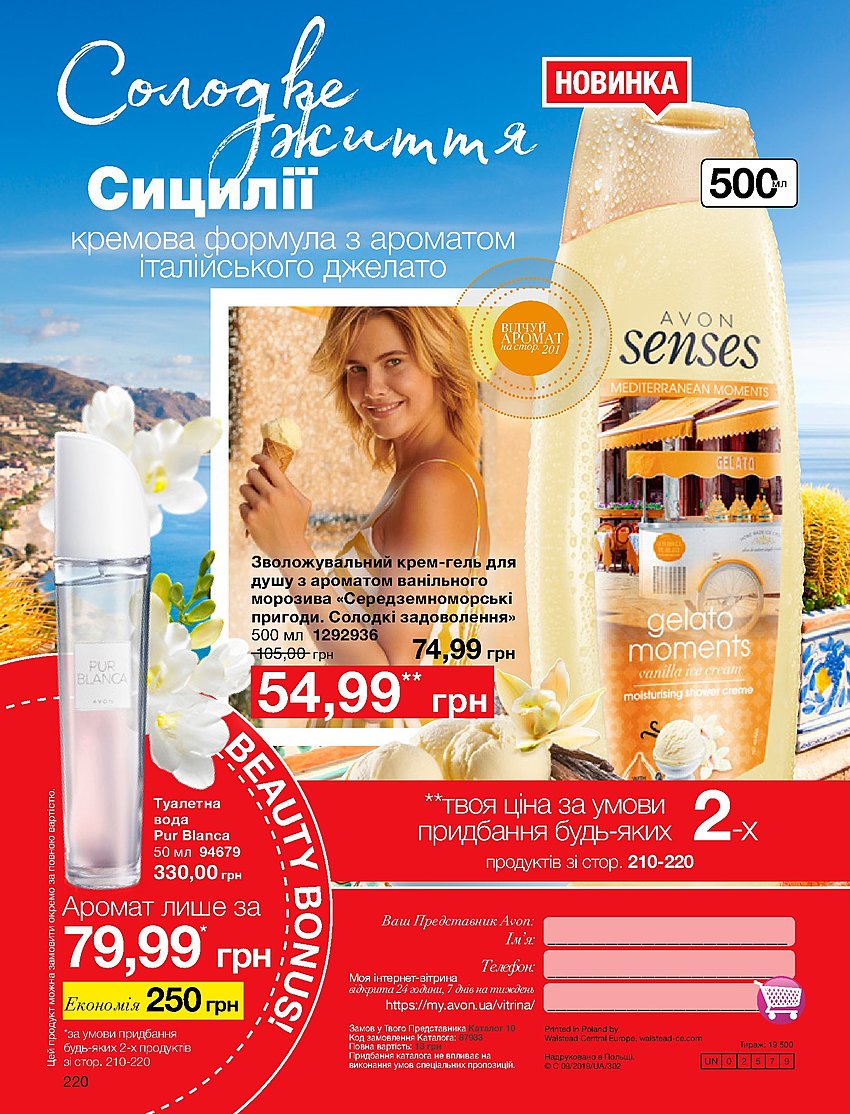 Солодке
життя
Сицилії
кремова формула з ароматом
італійського джелато
НОВИНКА
500 мл
ВІДЧУЙ
АРОМАТ
на стор. 201
AVON
senses
MEDITERRANEAN MOMENTS
GELATO
gelato
moments
vanilla ice cream
moisturising shower creme
Зволожувальний крем-гель для
душу з ароматом ванільного
морозива «Середземноморські
пригоди. Солодкі задоволення»
500 мл 1292936
105,00 грн
74,99 грн
54,99** грн
PUR
BLANCA
AVON
BEAUTY BONUS!
Туалетна
вода
Pur Blanca
50 мл 94679
330,00 грн
Аромат лише за
79,99* грн
Економія 250 грн
*за умови придбання
будь-яких 2-х продуктів
зі стор. 210-220
220
Цей продукт можна замовити окремо за повною вартістю.
**твоя ціна за умови
придбання будь-яких 2-х
продуктів зі стор. 210-220
Ваш Представник Avon:
Ім'я:
Телефон:
Моя інтернет-вітрина
відкрита 24 години, 7 днів на тиждень
https://my.avon.ua/vitrina/
Замов у Твого Представника Каталог 10
Код замовлення Каталога: 87933
Повна вартість: 13 грн
Придбання каталога не впливає на
виконання умов спеціальних пропозицій.
Printed in Poland by
Walstead Central Europe, walstead-ce.com
Надруковано в Польщі.
© C 09/2019/UA/302
Тираж: 19 500
UN 0 2 5 7 9